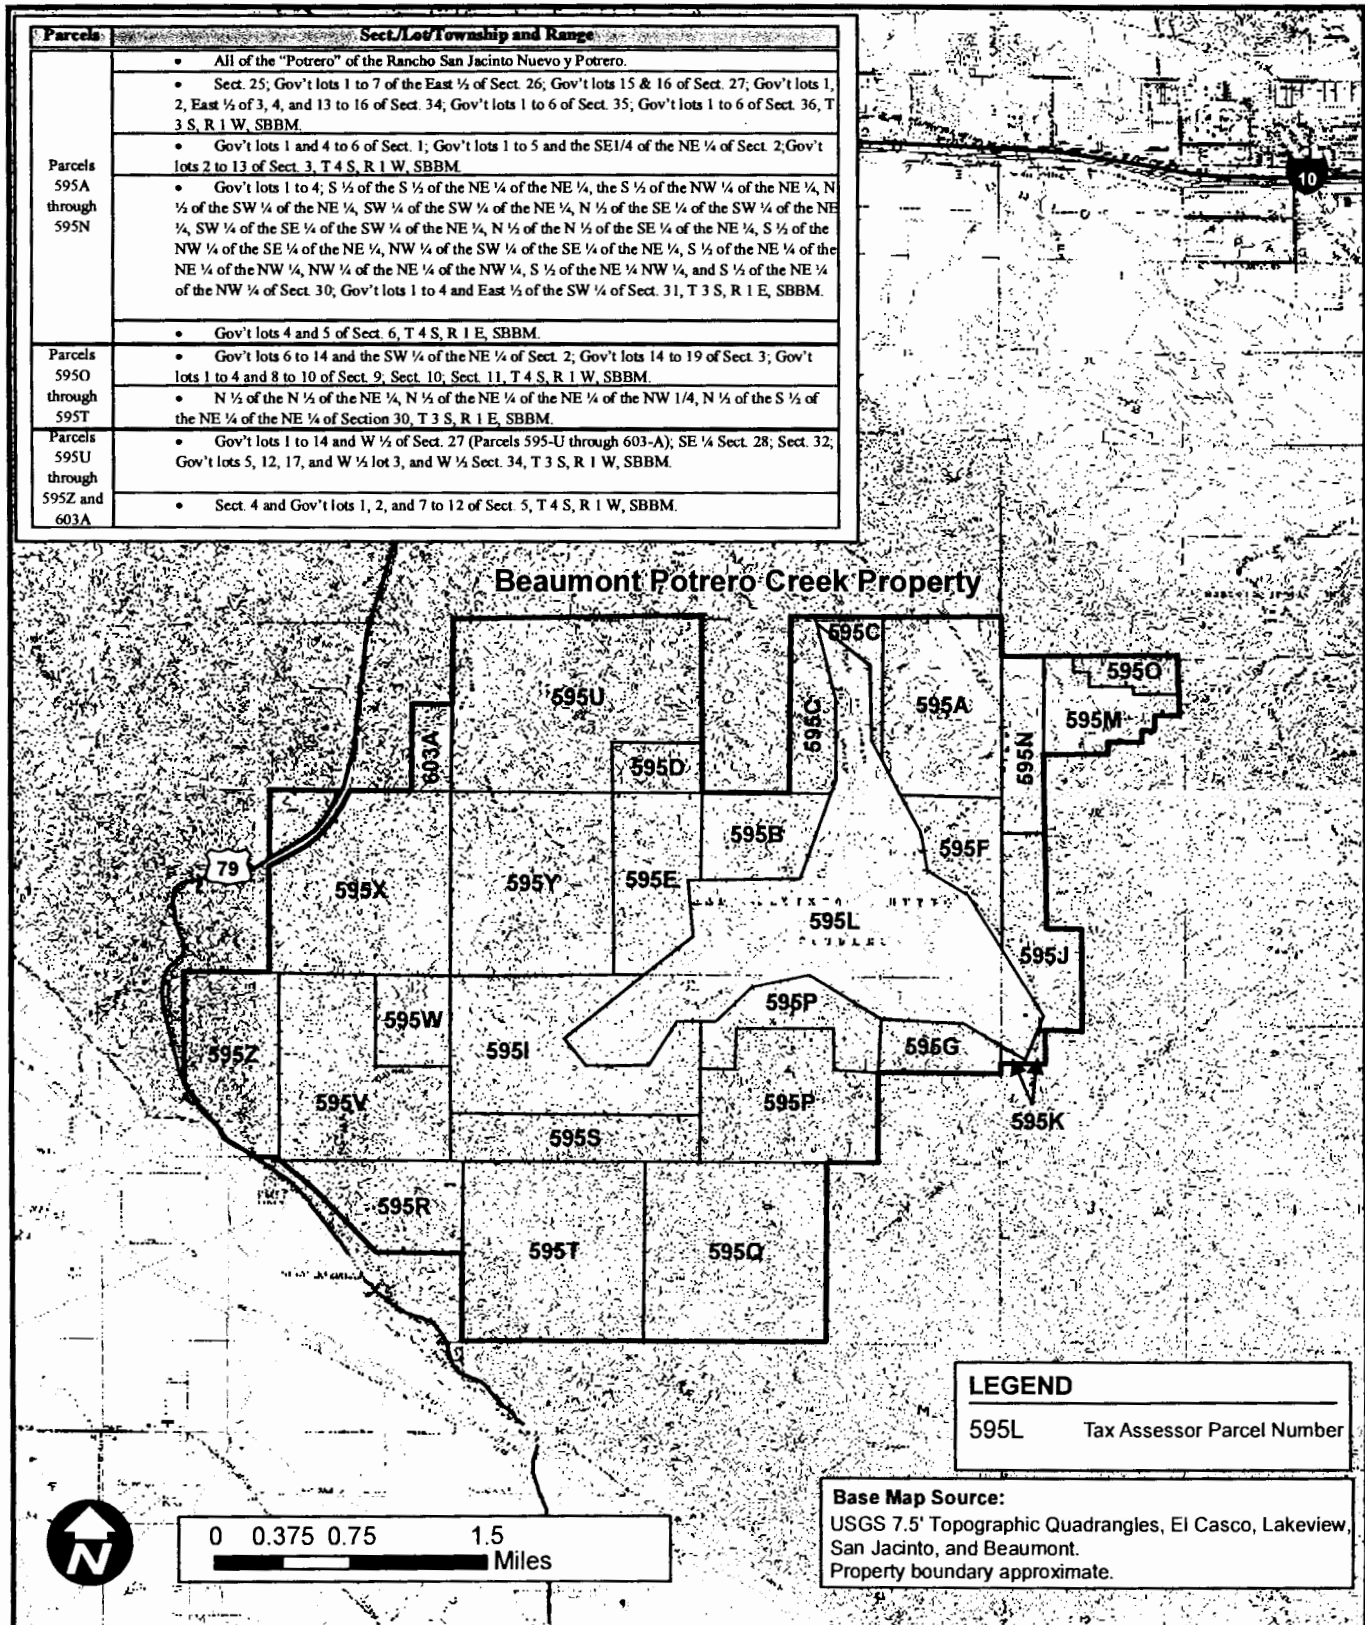 Parcels Sect./Lot/Township and Range
• All of the "Potrero" of the Rancho San Jacinto Nuevo y Potrero.
• Sect. 25; Gov't lots 1 to 7 of the East ½ of Sect. 26; Gov't lots 15 & 16 of Sect. 27; Gov't lots 1,
2, East ½ of 3, 4, and 13 to 16 of Sect. 34; Gov't lots 1 to 6 of Sect. 35; Gov't lots 1 to 6 of Sect. 36, T
3 S, R 1 W, SBBM.
• Gov't lots 1 and 4 to 6 of Sect. 1; Gov't lots 1 to 5 and the SE1/4 of the NE ¼ of Sect. 2;Gov't
lots 2 to 13 of Sect. 3, T 4 S, R 1 W, SBBM.
Parcels
595A
through
595N
• Gov't lots 1 to 4; S ½ of the S ½ of the NE ¼ of the NE ¼, the S ½ of the NW ¼ of the NE ¼, N
½ of the SW ¼ of the NE ¼, SW ¼ of the SW ¼ of the NE ¼, N ½ of the SE ¼ of the SW ¼ of the NE
¼, SW ¼ of the SE ¼ of the SW ¼ of the NE ¼, N ½ of the N ½ of the SE ¼ of the NE ¼, S ½ of the
NW ¼ of the SE ¼ of the NE ¼, NW ¼ of the SW ¼ of the SE ¼ of the NE ¼, S ½ of the NE ¼ of the
NE ¼ of the NW ¼, NW ¼ of the NE ¼ of the NW ¼, S ½ of the NE ¼ NW ¼, and S ½ of the NE ¼
of the NW ¼ of Sect. 30; Gov't lots 1 to 4 and East ½ of the SW ¼ of Sect. 31, T 3 S, R 1 E, SBBM.
• Gov't lots 4 and 5 of Sect. 6, T 4 S, R 1 E, SBBM.
Parcels
595O
through
595T
• Gov't lots 6 to 14 and the SW ¼ of the NE ¼ of Sect. 2; Gov't lots 14 to 19 of Sect. 3; Gov't
lots 1 to 4 and 8 to 10 of Sect. 9; Sect. 10; Sect. 11, T 4 S, R 1 W, SBBM.
• N ½ of the N ½ of the NE ¼, N ½ of the NE ¼ of the NE ¼ of the NW 1/4, N ½ of the S ½ of
the NE ¼ of the NE ¼ of Section 30, T 3 S, R 1 E, SBBM.
Parcels
595U
through
595Z and
603A
• Gov't lots 1 to 14 and W ½ of Sect. 27 (Parcels 595-U through 603-A); SE ¼ Sect. 28; Sect. 32;
Gov't lots 5, 12, 17, and W ½ lot 3, and W ½ Sect. 34, T 3 S, R 1 W, SBBM.
• Sect. 4 and Gov't lots 1, 2, and 7 to 12 of Sect. 5, T 4 S, R 1 W, SBBM.
10
Beaumont Potrero Creek Property
595C
595O
595U
595C
595A
595M
603A
595D
595N
595B
595F
79
595X
595Y
595E
595L
595J
595P
595W
595Z
595I
595G
595V
595P
595K
595S
595R
595T
595Q
LEGEND
595L Tax Assessor Parcel Number
N
0 0.375 0.75 1.5
Miles
Base Map Source:
USGS 7.5' Topographic Quadrangles, El Casco, Lakeview,
San Jacinto, and Beaumont.
Property boundary approximate.